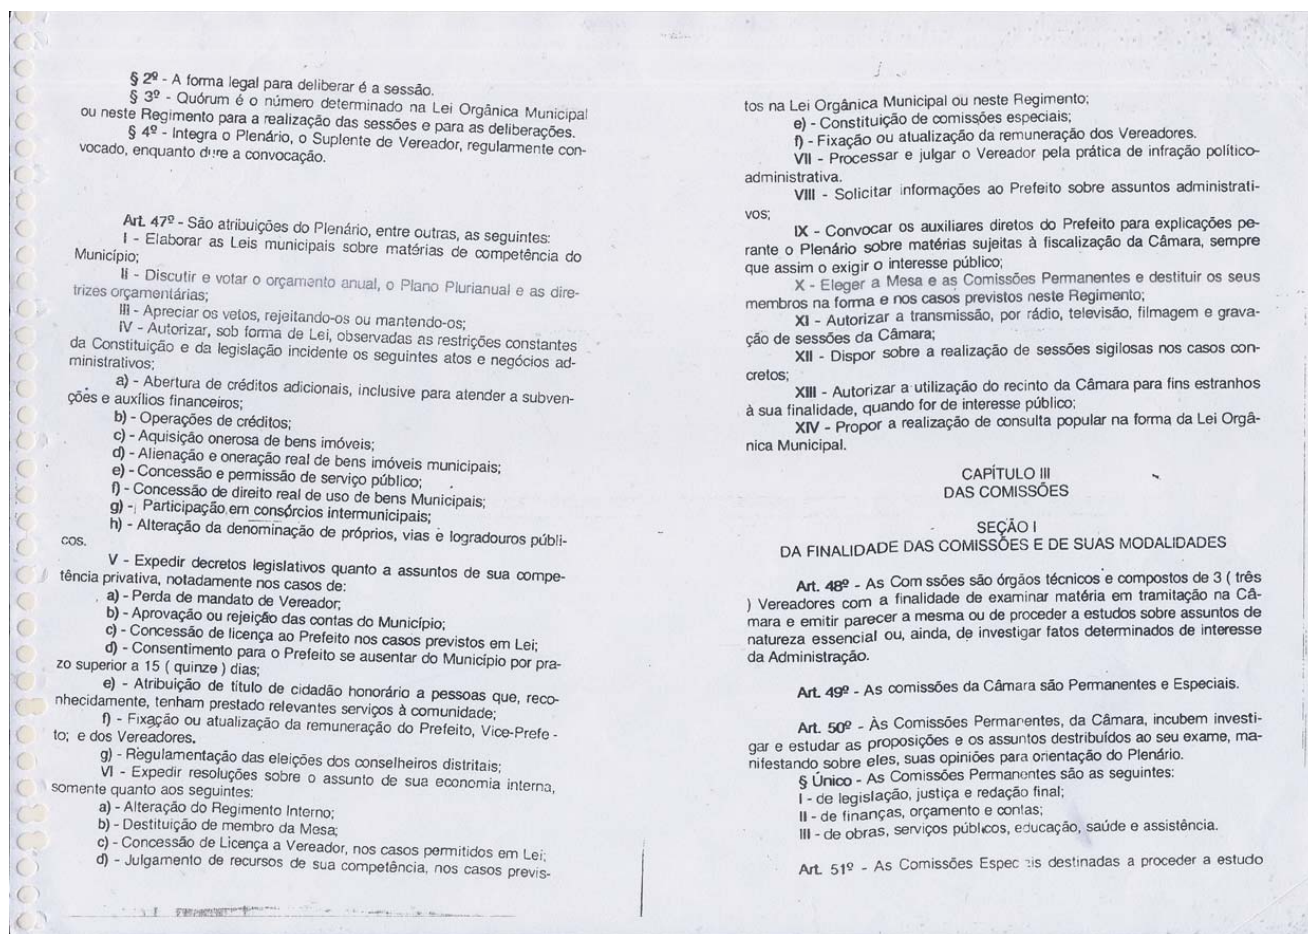 § 2º - A forma legal para deliberar é a sessão.
§ 3º - Quórum é o número determinado na Lei Orgânica Municipal
ou neste Regimento para a realização das sessões e para as deliberações.
§ 4º - Integra o Plenário, o Suplente de Vereador, regularmente con-
vocado, enquanto dure a convocação.
Art. 47º - São atribuições do Plenário, entre outras, as seguintes:
I - Elaborar as Leis municipais sobre matérias de competência do
Município;
II - Discutir e votar o orçamento anual, o Plano Plurianual e as dire-
trizes orçamentárias;
III - Apreciar os vetos, rejeitando-os ou mantendo-os;
IV - Autorizar, sob forma de Lei, observadas as restrições constantes
da Constituição e da legislação incidente os seguintes atos e negócios ad-
ministrativos;
a) - Abertura de créditos adicionais, inclusive para atender a subven-
ções e auxílios financeiros;
b) - Operações de créditos;
c) - Aquisição onerosa de bens imóveis;
d) - Alienação e oneração real de bens imóveis municipais;
e) - Concessão e permissão de serviço público;
f) - Concessão de direito real de uso de bens Municipais;
g) - Participação em consórcios intermunicipais;
h) - Alteração da denominação de próprios, vias e logradouros públi-
cos.
V - Expedir decretos legislativos quanto a assuntos de sua compe-
tência privativa, notadamente nos casos de:
a) - Perda de mandato de Vereador;
b) - Aprovação ou rejeição das contas do Município;
c) - Concessão de licença ao Prefeito nos casos previstos em Lei;
d) - Consentimento para o Prefeito se ausentar do Município por pra-
zo superior a 15 ( quinze ) dias;
e) - Atribuição de título de cidadão honorário a pessoas que, reco-
nhecidamente, tenham prestado relevantes serviços à comunidade;
f) - Fixação ou atualização da remuneração do Prefeito, Vice-Prefe -
to; e dos Vereadores.
g) - Regulamentação das eleições dos conselheiros distritais;
VI - Expedir resoluções sobre o assunto de sua economia interna,
somente quanto aos seguintes:
a) - Alteração do Regimento Interno;
b) - Destituição de membro da Mesa;
c) - Concessão de Licença a Vereador, nos casos permitidos em Lei;
d) - Julgamento de recursos de sua competência, nos casos previs-
tos na Lei Orgânica Municipal ou neste Regimento;
e) - Constituição de comissões especiais;
f) - Fixação ou atualização da remuneração dos Vereadores.
VII - Processar e julgar o Vereador pela prática de infração político-
administrativa.
VIII - Solicitar informações ao Prefeito sobre assuntos administrati-
vos;
IX - Convocar os auxiliares diretos do Prefeito para explicações pe-
rante o Plenário sobre matérias sujeitas à fiscalização da Câmara, sempre
que assim o exigir o interesse público;
X - Eleger a Mesa e as Comissões Permanentes e destituir os seus
membros na forma e nos casos previstos neste Regimento;
XI - Autorizar a transmissão, por rádio, televisão, filmagem e grava-
ção de sessões da Câmara;
XII - Dispor sobre a realização de sessões sigilosas nos casos con-
cretos;
XIII - Autorizar a utilização do recinto da Câmara para fins estranhos
à sua finalidade, quando for de interesse público;
XIV - Propor a realização de consulta popular na forma da Lei Orgâ-
nica Municipal.
CAPÍTULO III
DAS COMISSÕES
SEÇÃO I
DA FINALIDADE DAS COMISSÕES E DE SUAS MODALIDADES
Art. 48º - As Com ssões são órgãos técnicos e compostos de 3 ( três
) Vereadores com a finalidade de examinar matéria em tramitação na Câ-
mara e emitir parecer a mesma ou de proceder a estudos sobre assuntos de
natureza essencial ou, ainda, de investigar fatos determinados de interesse
da Administração.
Art. 49º - As comissões da Câmara são Permanentes e Especiais.
Art. 50º - Às Comissões Permanentes, da Câmara, incubem investi-
gar e estudar as proposições e os assuntos destribuídos ao seu exame, ma-
nifestando sobre eles, suas opiniões para orientação do Plenário.
§ Único - As Comissões Permanentes são as seguintes:
I - de legislação, justiça e redação final;
II - de finanças, orçamento e contas;
III - de obras, serviços públicos, educação, saúde e assistência.
Art. 51º - As Comissões Especiais destinadas a proceder a estudo